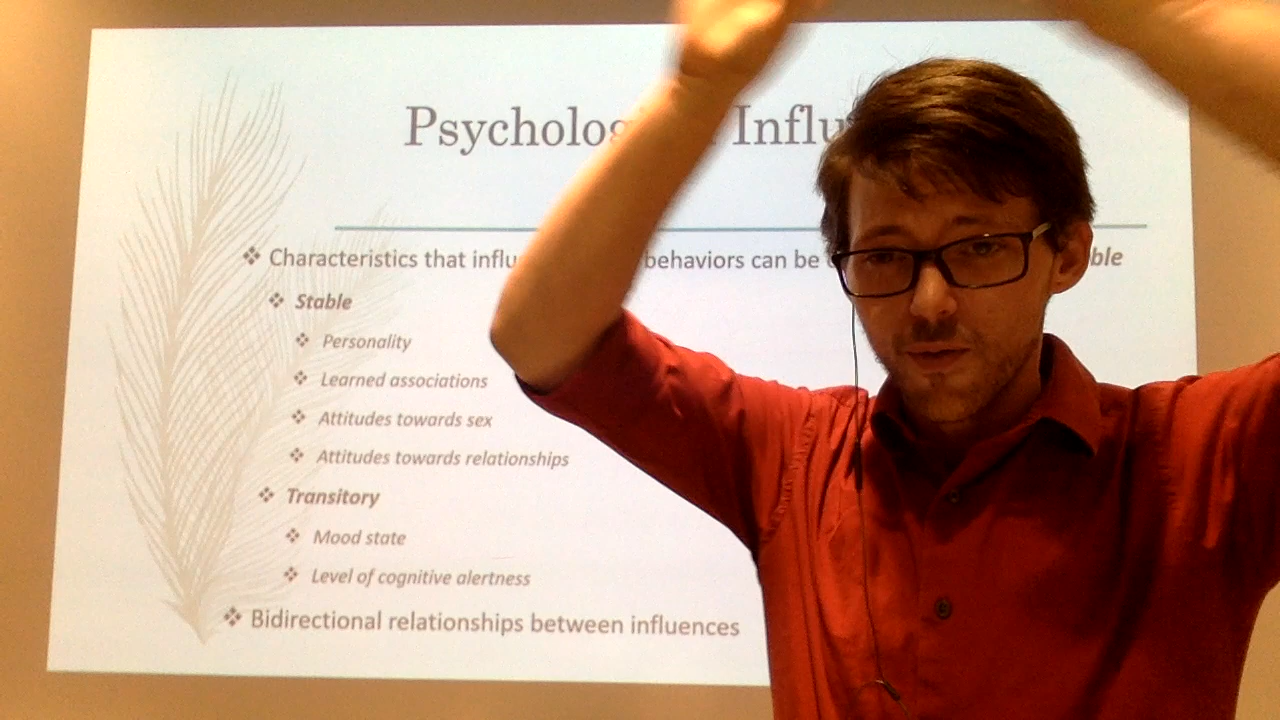 Psycholog Influ
❖ Characteristics that influ behaviors can be ble
❖ Stable
❖ Personality
❖ Learned associations
❖ Attitudes towards sex
❖ Attitudes towards relationships
❖ Transitory
❖ Mood state
❖ Level of cognitive alertness
❖ Bidirectional relationships between influences